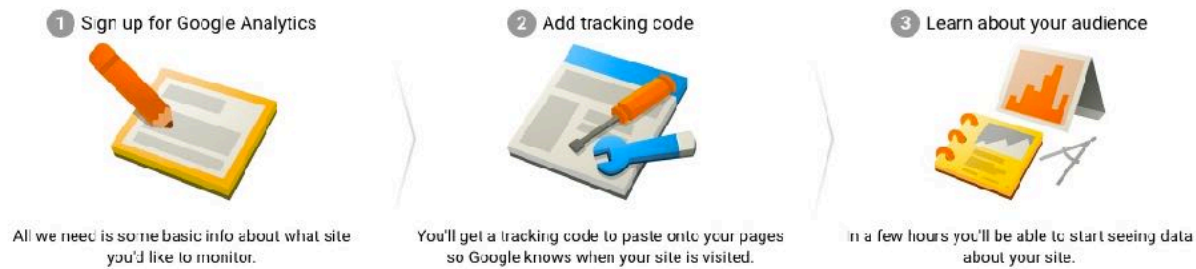 1 Sign up for Google Analytics
All we need is some basic info about what site
you'd like to monitor.
2 Add tracking code
You'll get a tracking code to paste onto your pages
so Google knows when your site is visited.
3 Learn about your audience
In a few hours you'll be able to start seeing data
about your site.